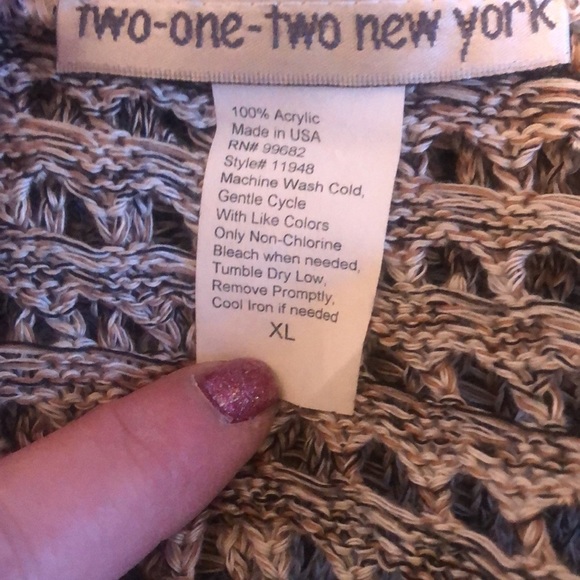 two-one-two new york
100% Acrylic
Made in USA
RN# 99682
Style# 11948
Machine Wash Cold,
Gentle Cycle
With Like Colors
Only Non-Chlorine
Bleach when needed,
Tumble Dry Low,
Remove Promptly,
Cool Iron if needed
XL